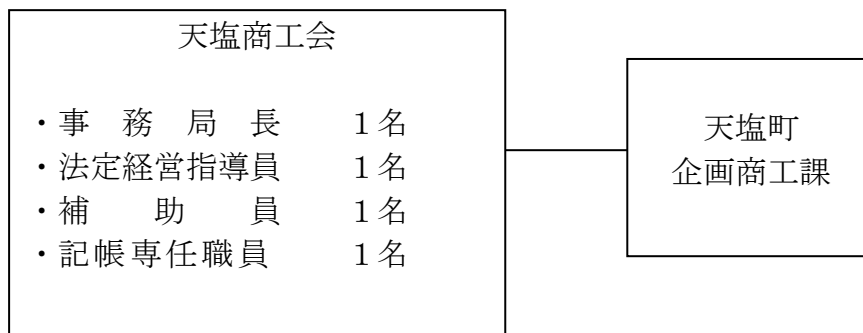 天塩商工会
・事　務　局　長　　１名
・法定経営指導員　　１名
・補　　助　　員　　１名
・記帳専任職員　　１名
天塩町
企画商工課